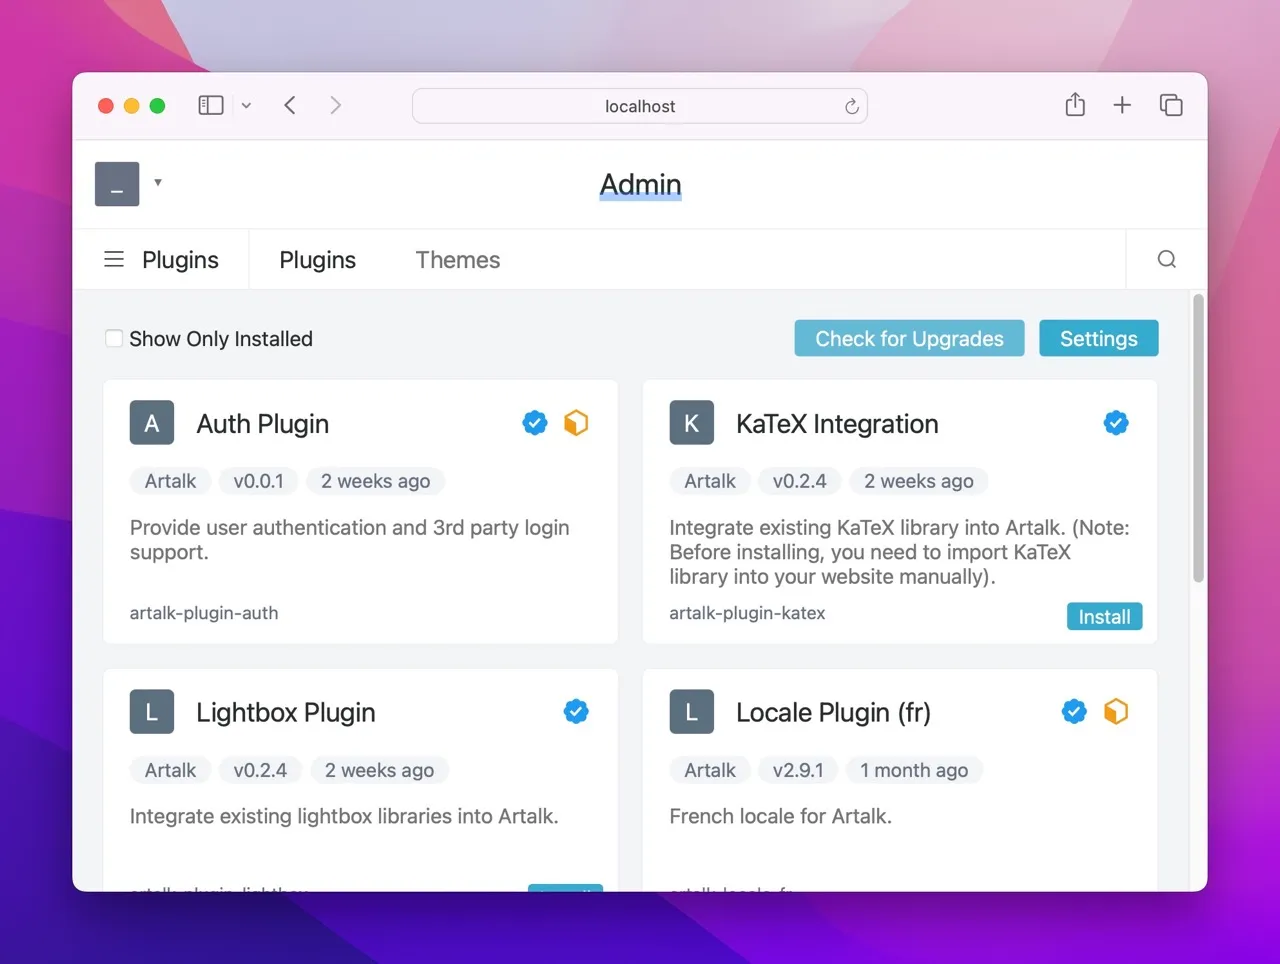 localhost
_
Admin
Plugins
Plugins
Themes
Show Only Installed
Check for Upgrades
Settings
A
Auth Plugin
Artalk
v0.0.1
2 weeks ago
Provide user authentication and 3rd party login
support.
artalk-plugin-auth
K
KaTeX Integration
Artalk
v0.2.4
2 weeks ago
Integrate existing KaTeX library into Artalk. (Note:
Before installing, you need to import KaTeX
library into your website manually).
artalk-plugin-katex
Install
L
Lightbox Plugin
Artalk
v0.2.4
2 weeks ago
Integrate existing lightbox libraries into Artalk.
L
Locale Plugin (fr)
Artalk
v2.9.1
1 month ago
French locale for Artalk.